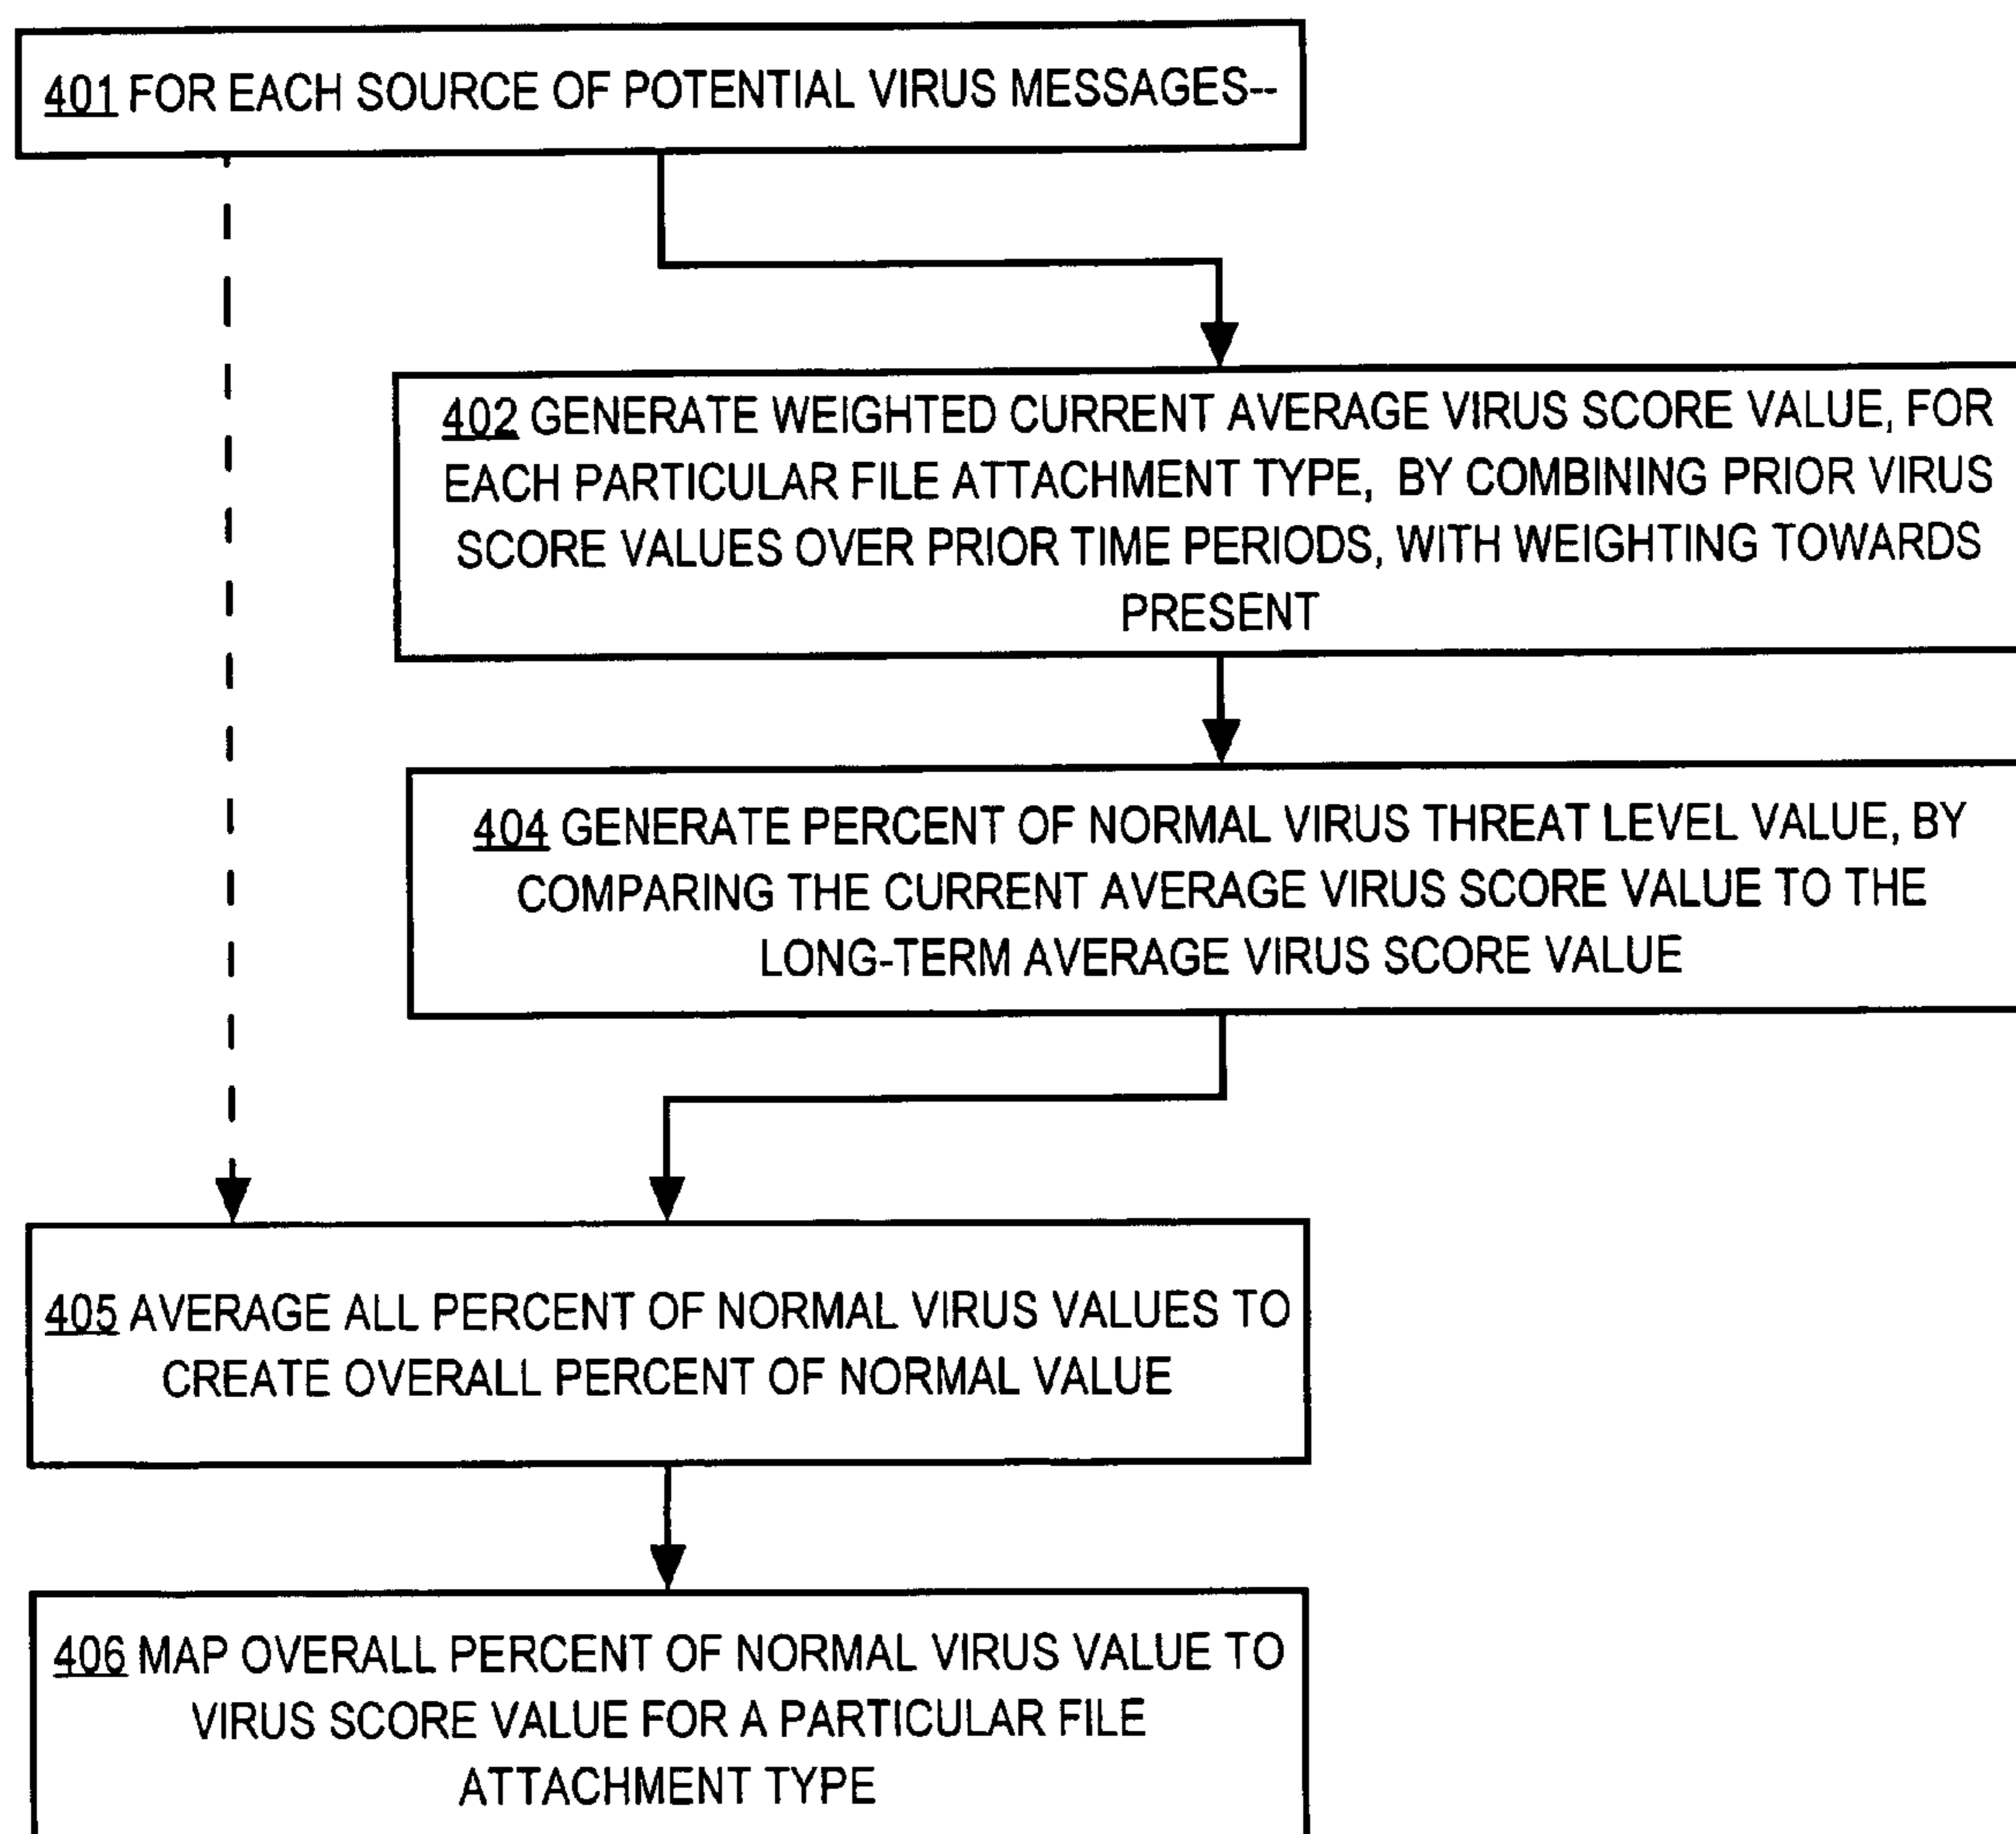 401 FOR EACH SOURCE OF POTENTIAL VIRUS MESSAGES--
402 GENERATE WEIGHTED CURRENT AVERAGE VIRUS SCORE VALUE, FOR
EACH PARTICULAR FILE ATTACHMENT TYPE, BY COMBINING PRIOR VIRUS
SCORE VALUES OVER PRIOR TIME PERIODS, WITH WEIGHTING TOWARDS
PRESENT
404 GENERATE PERCENT OF NORMAL VIRUS THREAT LEVEL VALUE, BY
COMPARING THE CURRENT AVERAGE VIRUS SCORE VALUE TO THE
LONG-TERM AVERAGE VIRUS SCORE VALUE
405 AVERAGE ALL PERCENT OF NORMAL VIRUS VALUES TO
CREATE OVERALL PERCENT OF NORMAL VALUE
406 MAP OVERALL PERCENT OF NORMAL VIRUS VALUE TO
VIRUS SCORE VALUE FOR A PARTICULAR FILE
ATTACHMENT TYPE